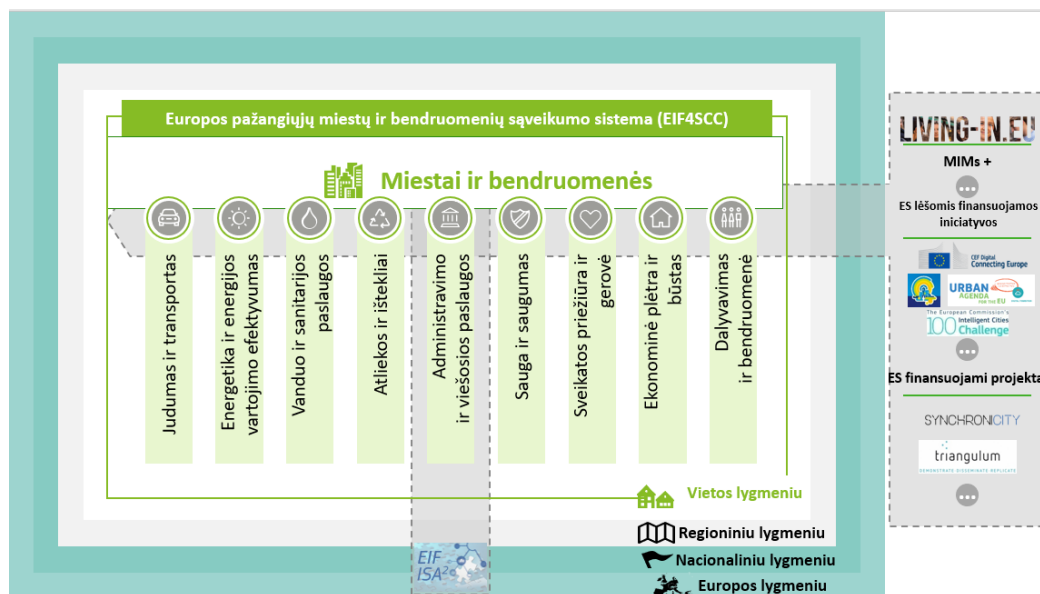 Europos pažangiųjų miestų ir bendruomenių sąveikumo sistema (EIF4SCC)
Miestai ir bendruomenės
Judumas ir transportas
Energetika ir energijos
vartojimo efektyvumas
Vanduo ir sanitarijos
paslaugos
Atliekos ir ištekliai
Administravimo
ir viešosios paslaugos
Sauga ir saugumas
Sveikatos priežiūra ir
gerovė
Ekonominė plėtra ir
būstas
Dalyvavimas
ir bendruomenė
Vietos lygmeniu
Regioniniu lygmeniu
Nacionaliniu lygmeniu
Europos lygmeniu
EIF
ISA²
LIVING-IN.EU
MIMs +
ES lėšomis finansuojamos
iniciatyvos
CEF Digital
Connecting Europe
URBAN
AGENDA
FOR THE EU
The European Commission's
100 Intelligent Cities
Challenge
ES finansuojami projekta
SYNCHRONICITY
triangulum
DEMONSTRATE·DISSEMINATE·REPLICATE